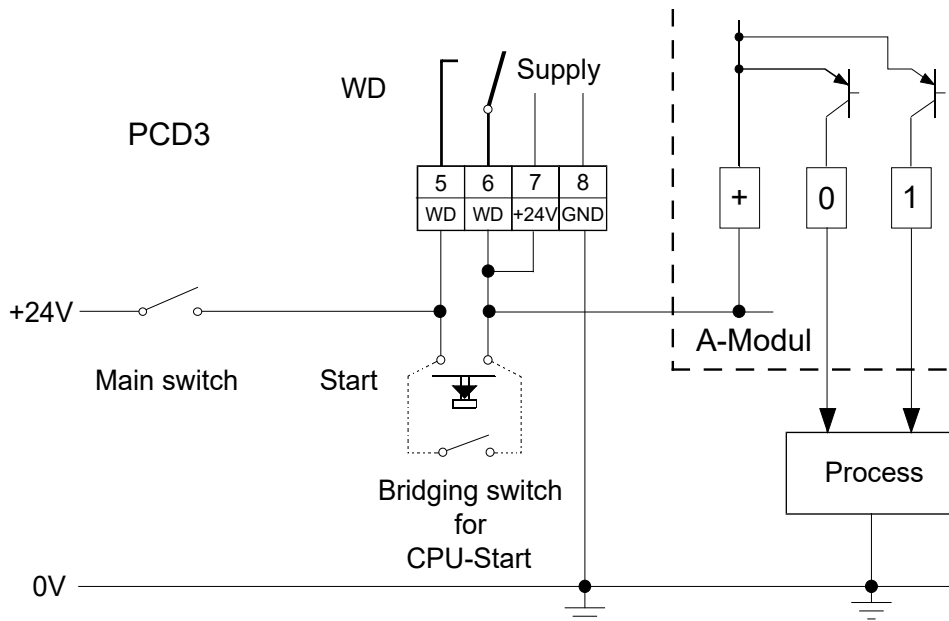 WD
Supply
PCD3
5 6 7 8
WD WD +24V GND
+ 0 1
+24V
A-Modul
Main switch
Start
Process
Bridging switch
for
CPU-Start
0V